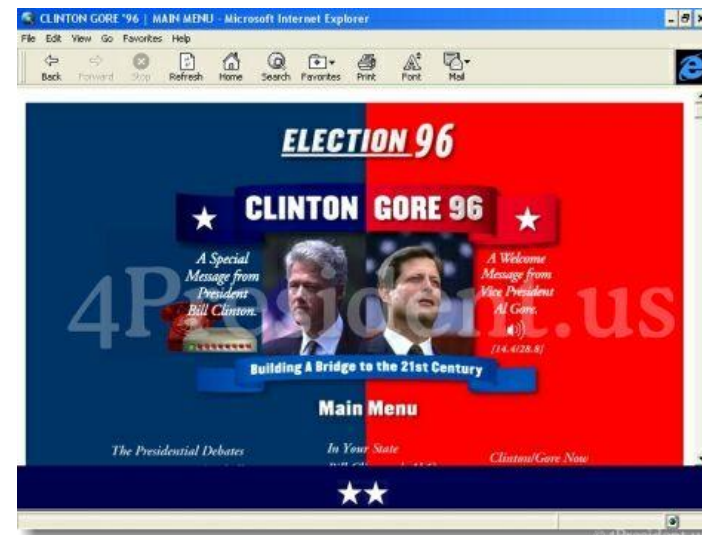 CLINTON GORE '96 | MAIN MENU - Microsoft Internet Explorer
File Edit View Go Favorites Help
Back Forward Stop Refresh Home Search Favorites Print Font Mail
ELECTION 96
CLINTON GORE 96
A Special
Message from
President
Bill Clinton.
A Welcome
Message from
Vice President
Al Gore.
[14.4/28.8]
4President.us
Building A Bridge to the 21st Century
Main Menu
The Presidential Debates
In Your State
Clinton/Gore Now
©4President.us